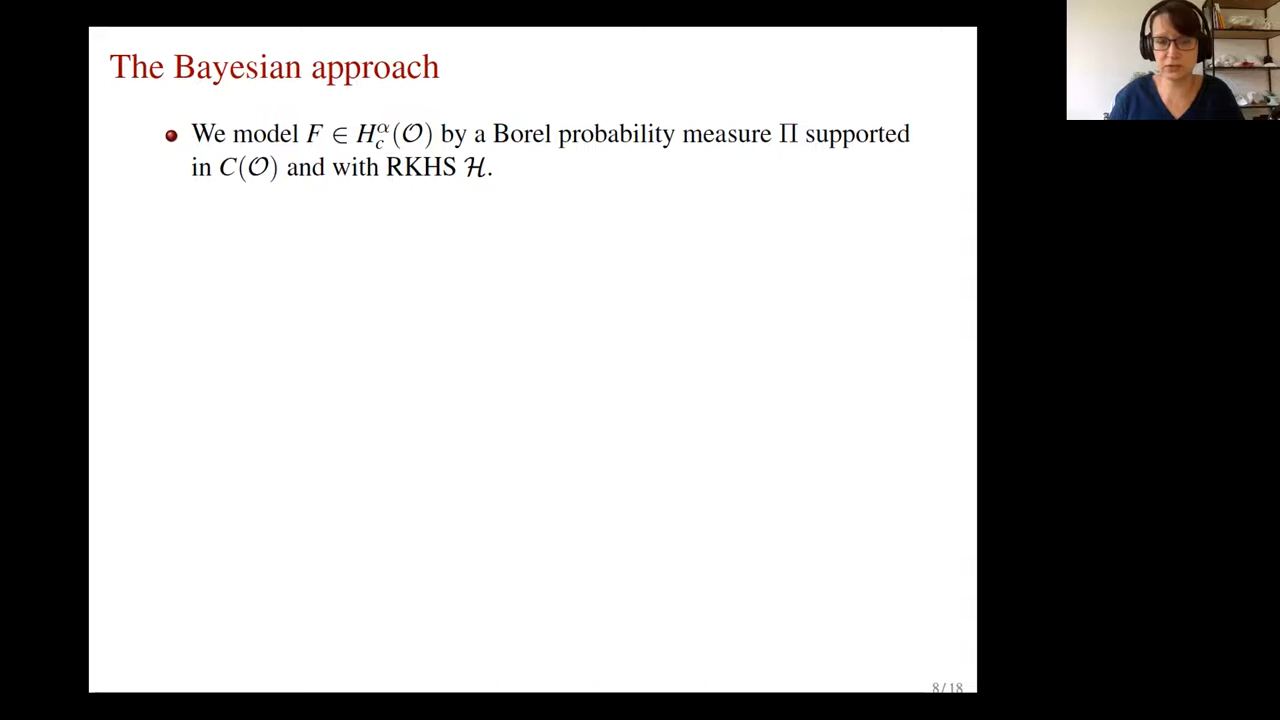 The Bayesian approach
We model F ∈ H_c^α(𝒪) by a Borel probability measure Π supported
in C(𝒪) and with RKHS ℋ.
8/18